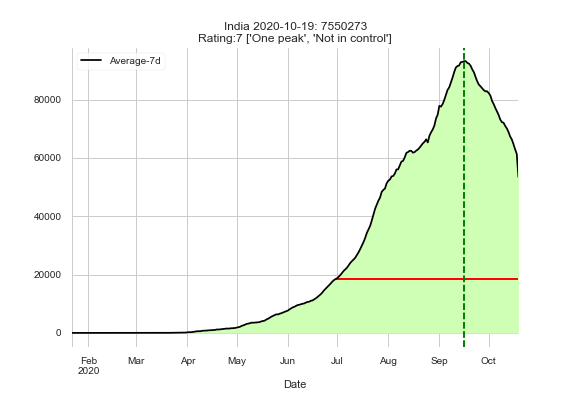 India 2020-10-19: 7550273
Rating:7 ['One peak', 'Not in control']
Average-7d
80000
60000
40000
20000
0
Feb Mar Apr May Jun Jul Aug Sep Oct
2020
Date